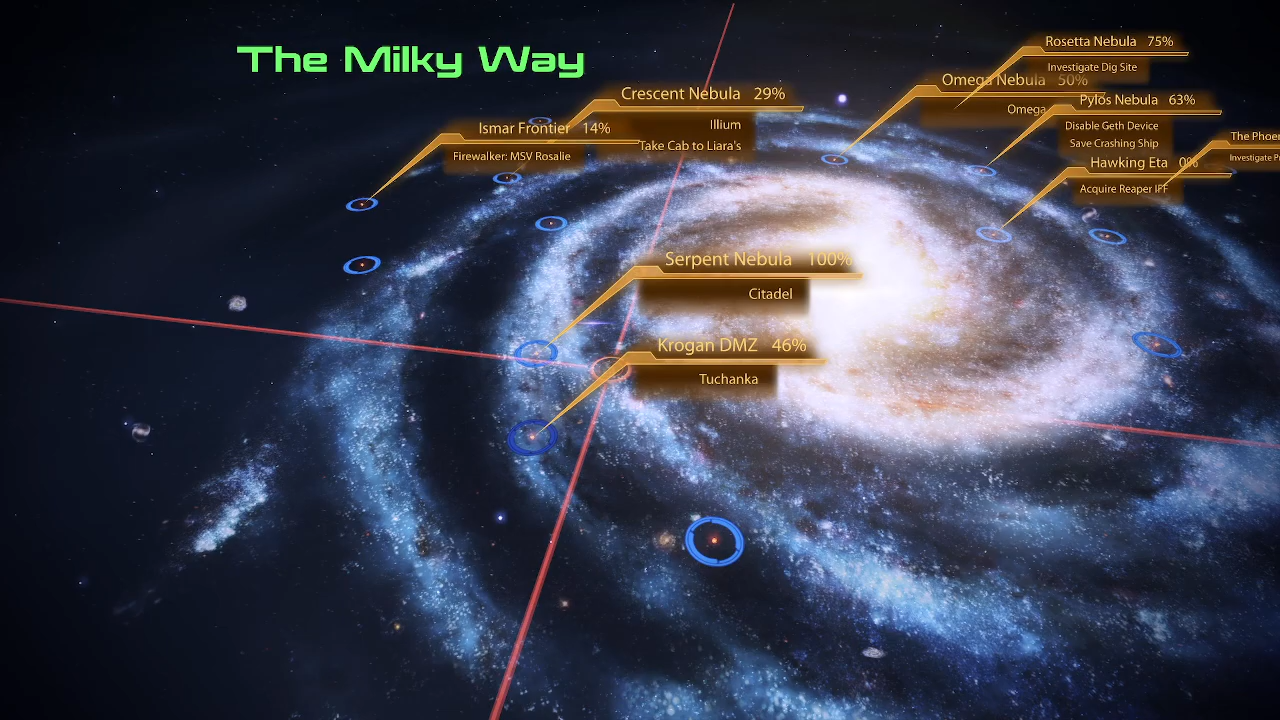 The Milky Way
Rosetta Nebula 75%
Investigate Dig Site
Omega Nebula 50%
Omega
Crescent Nebula 29%
Illium
Take Cab to Liara's
Pylos Nebula 63%
Disable Geth Device
Save Crashing Ship
Ismar Frontier 14%
Firewalker: MSV Rosalie
The
Investigate
Hawking Eta 0%
Acquire Reaper IFF
Serpent Nebula 100%
Citadel
Krogan DMZ 46%
Tuchanka